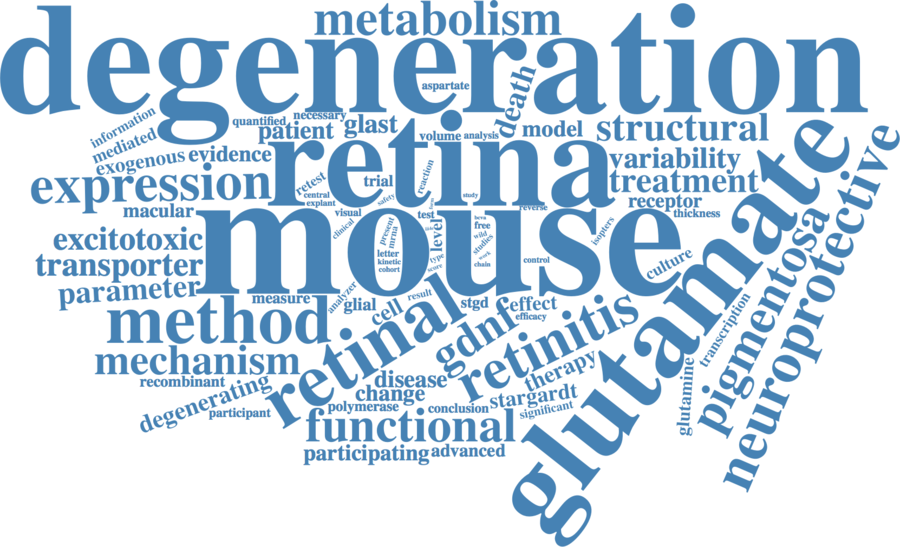 metabolism
degeneration
aspartate
death
information
quantified
necessary
mediated
patient
glast
volume
analysis
model
structural
exogenous
evidence
retina
reaction
variability
retest
trial
expression
central
explant
safety
study
treatment
receptor
macular
visual
reverse
thickness
mouse
clinical
present
mrna
test
level
free
wild
studies
work
chain
isopters
excitotoxic
letter
kinetic
cohort
type
score
control
transporter
culture
parameter
measure
analyzer
glial
cell
result
stgd
effect
efficacy
method
retinal
gdnf
retinitis
glutamate
pigmentosa
neuroprotective
transcription
mechanism
recombinant
disease
therapy
degenerating
change
stargardt
glutamine
participant
polymerase
conclusion
significant
functional
participating
advanced